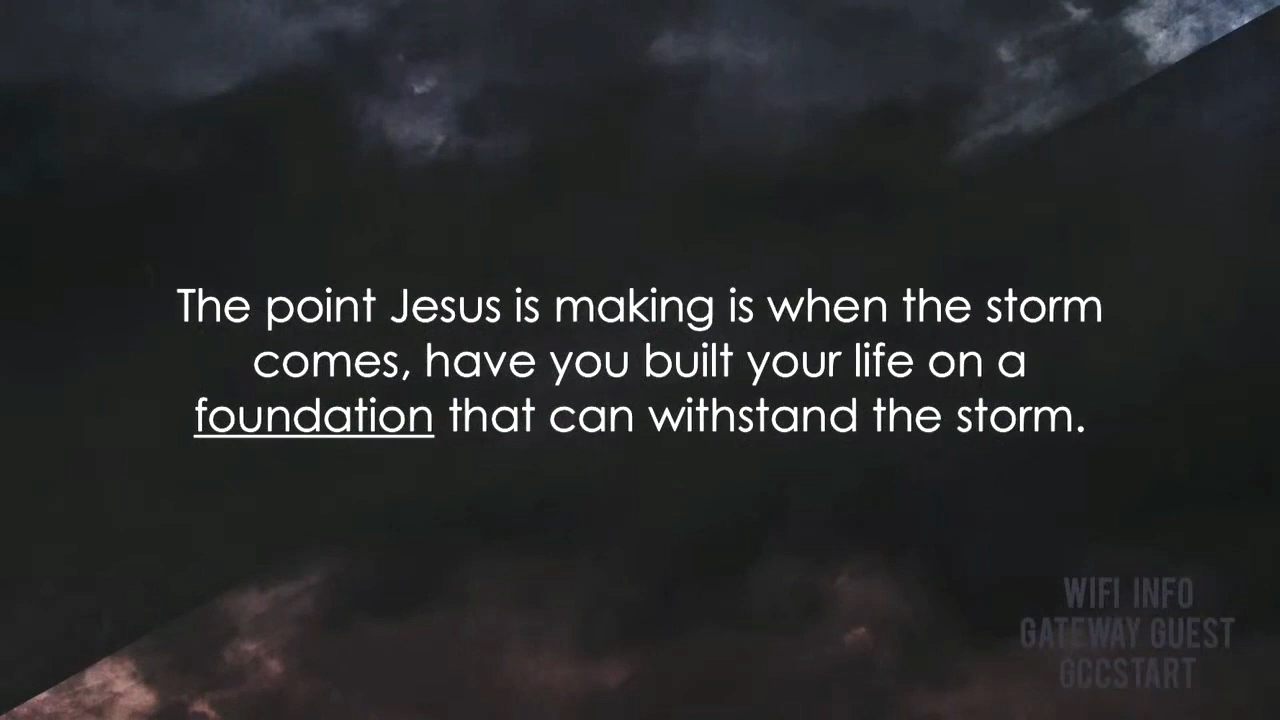 The point Jesus is making is when the storm
comes, have you built your life on a
foundation that can withstand the storm.
WIFI INFO
GATEWAY GUEST
GCCSTART